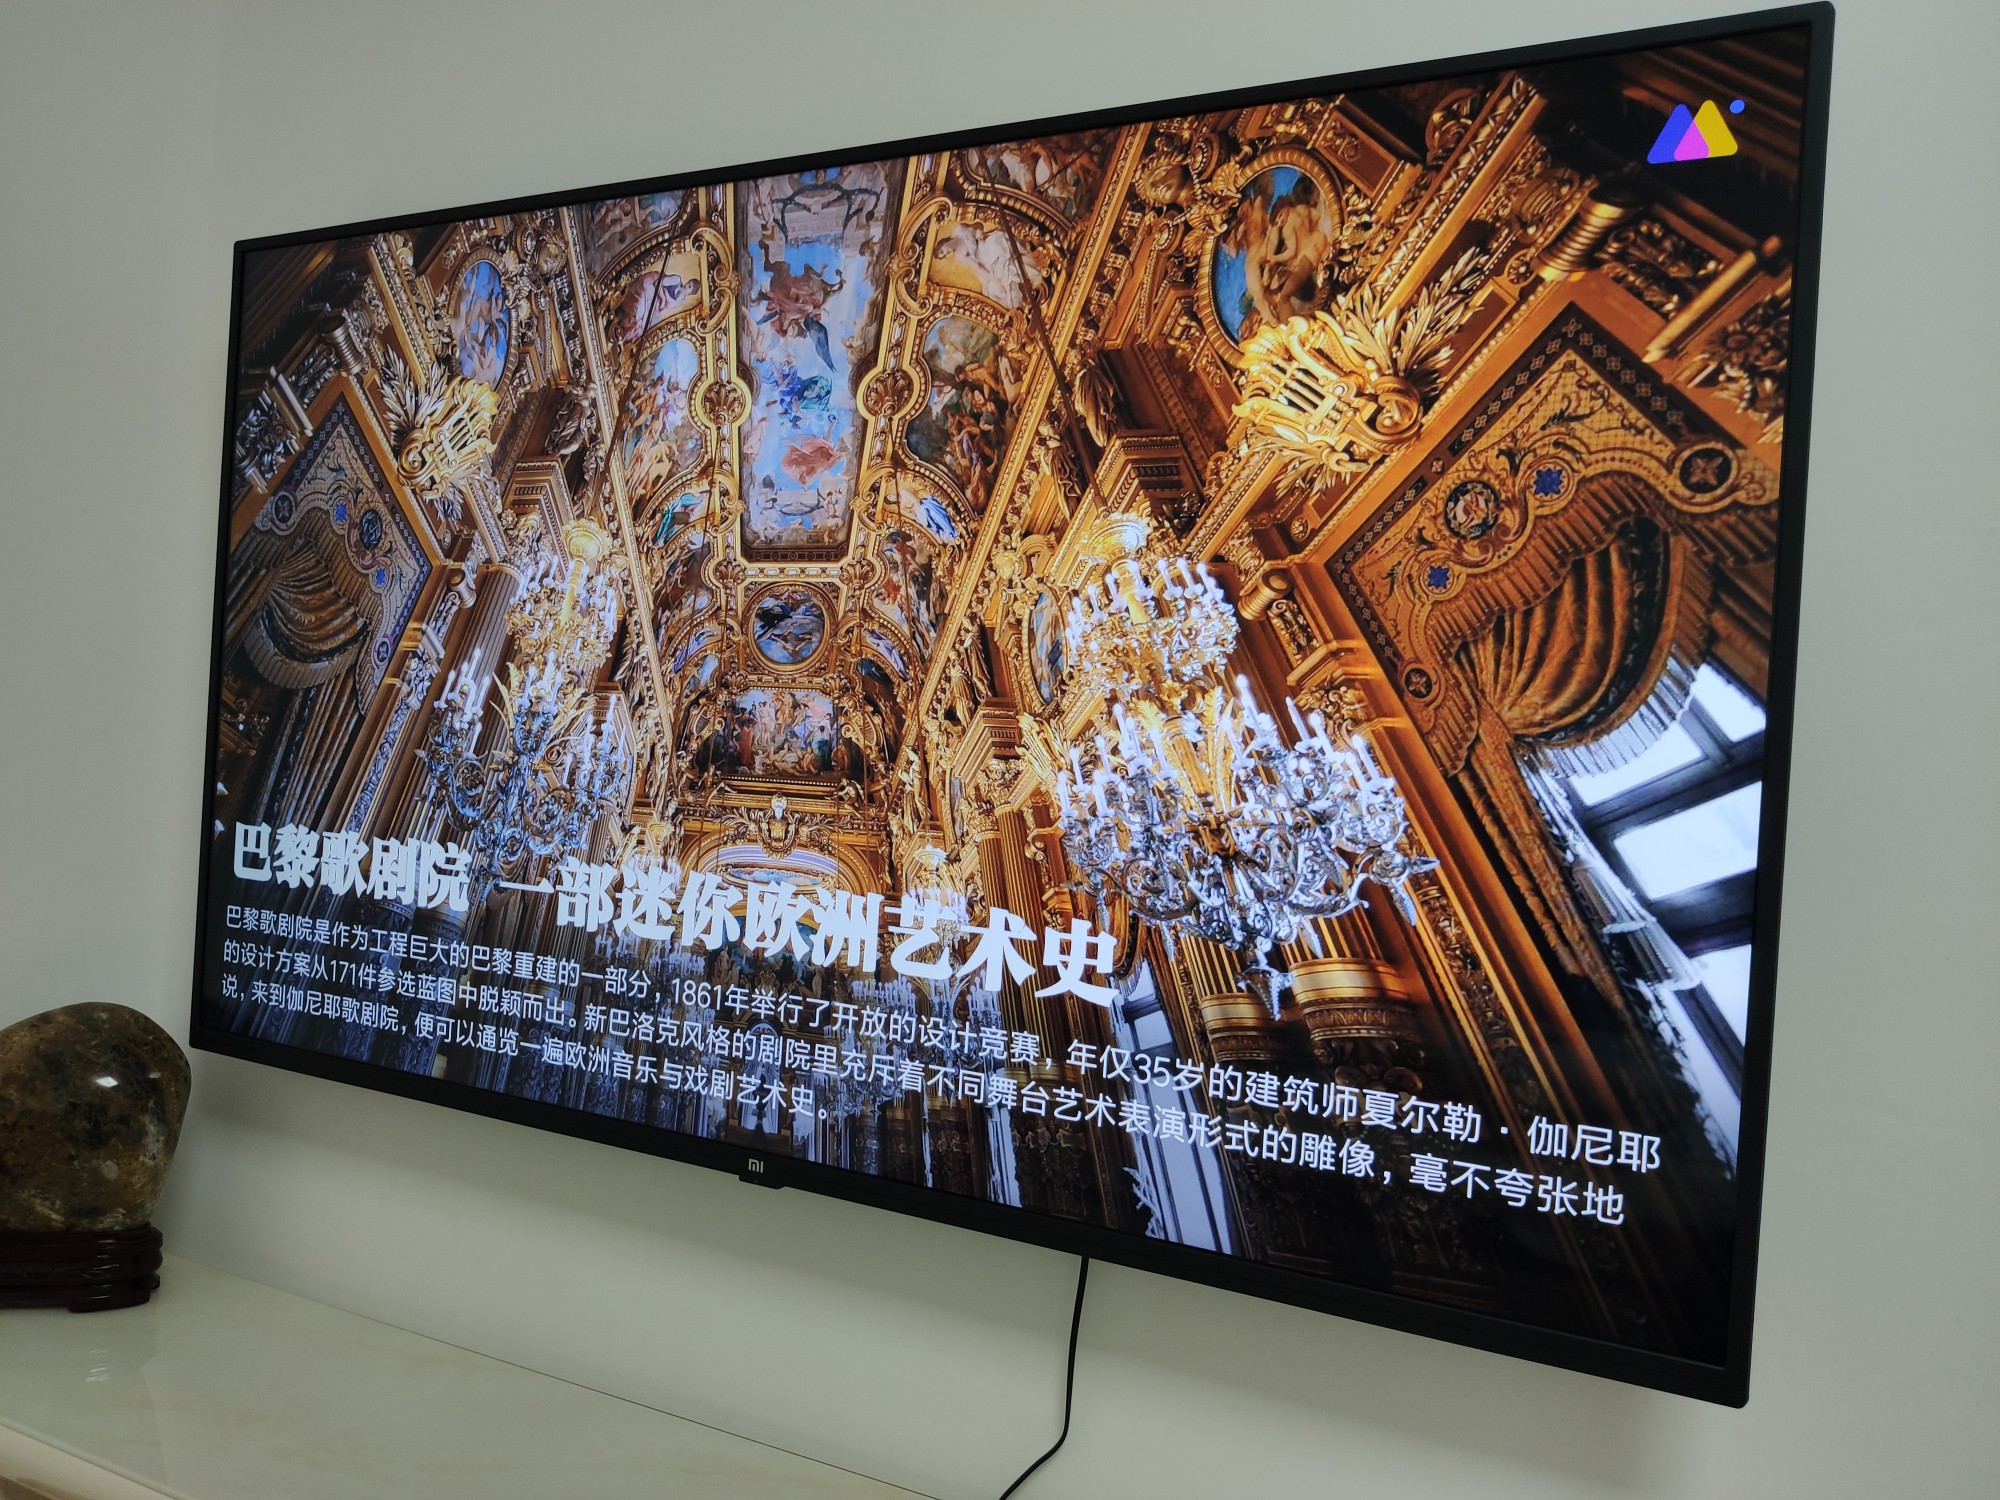 巴黎歌剧院 一部迷你欧洲艺术史
巴黎歌剧院是作为工程巨大的巴黎重建的一部分，1861年举行了开放的设计竞赛，年仅35岁的建筑师夏尔勒·伽尼耶
的设计方案从171件参选蓝图中脱颖而出。新巴洛克风格的剧院里充斥着不同舞台艺术表演形式的雕像，毫不夸张地
说，来到伽尼耶歌剧院，便可以通览一遍欧洲音乐与戏剧艺术史。
mi